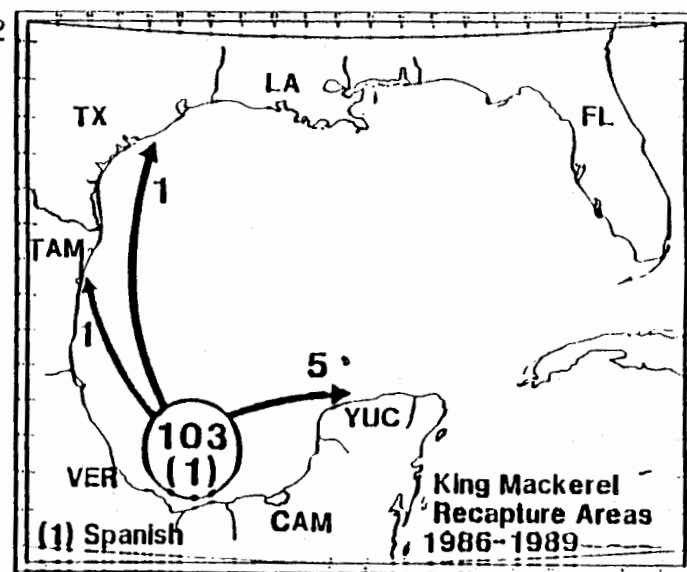 2
LA
TX
FL
1
TAM
1
5
103
(1)
YUC
VER
CAM
King Mackerel
Recapture Areas
1986-1989
(1) Spanish